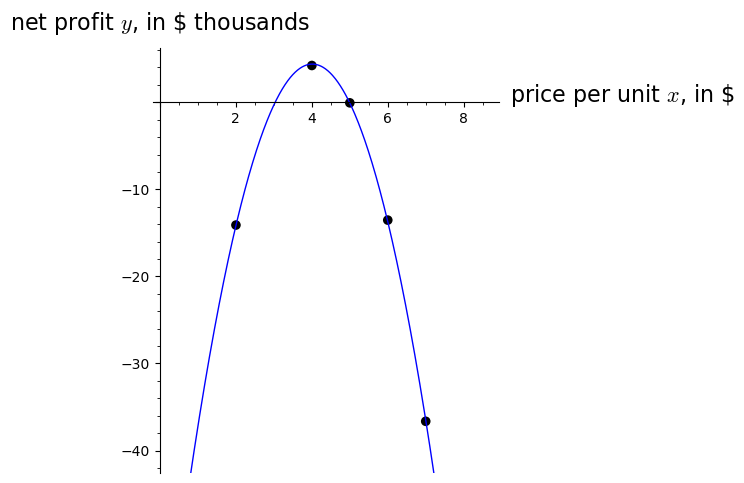 net profit y, in $ thousands
price per unit x, in $
2 4 6 8
−10
−20
−30
−40